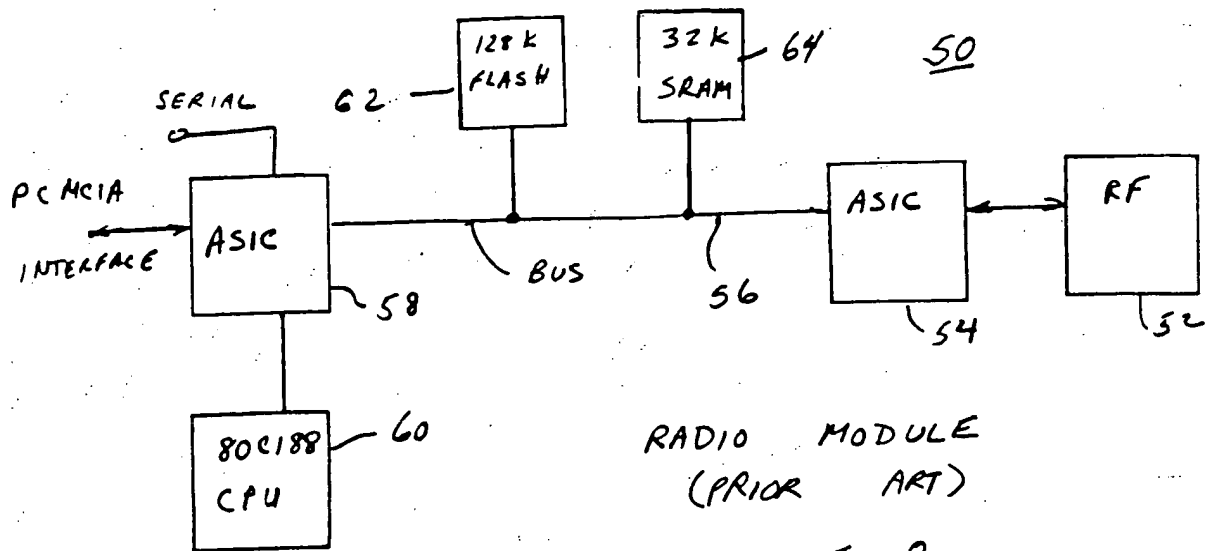 128K
FLASH
62
32K
SRAM
64
50
SERIAL
PCMCIA
INTERFACE
ASIC
58
BUS
56
ASIC
54
RF
52
80C188
CPU
60
RADIO MODULE
(PRIOR ART)